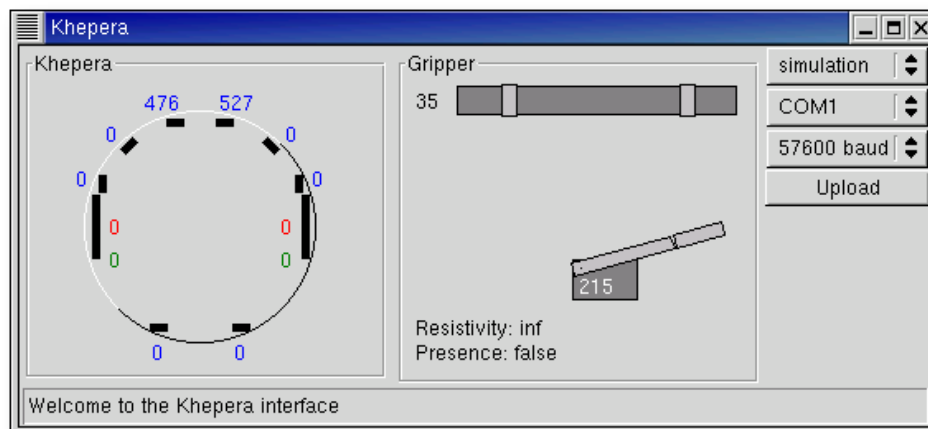 Khepera
Khepera
476 527
0 0
0 0
0 0
0 0
0 0
Gripper
35
215
Resistivity: inf
Presence: false
simulation
COM1
57600 baud
Upload
Welcome to the Khepera interface